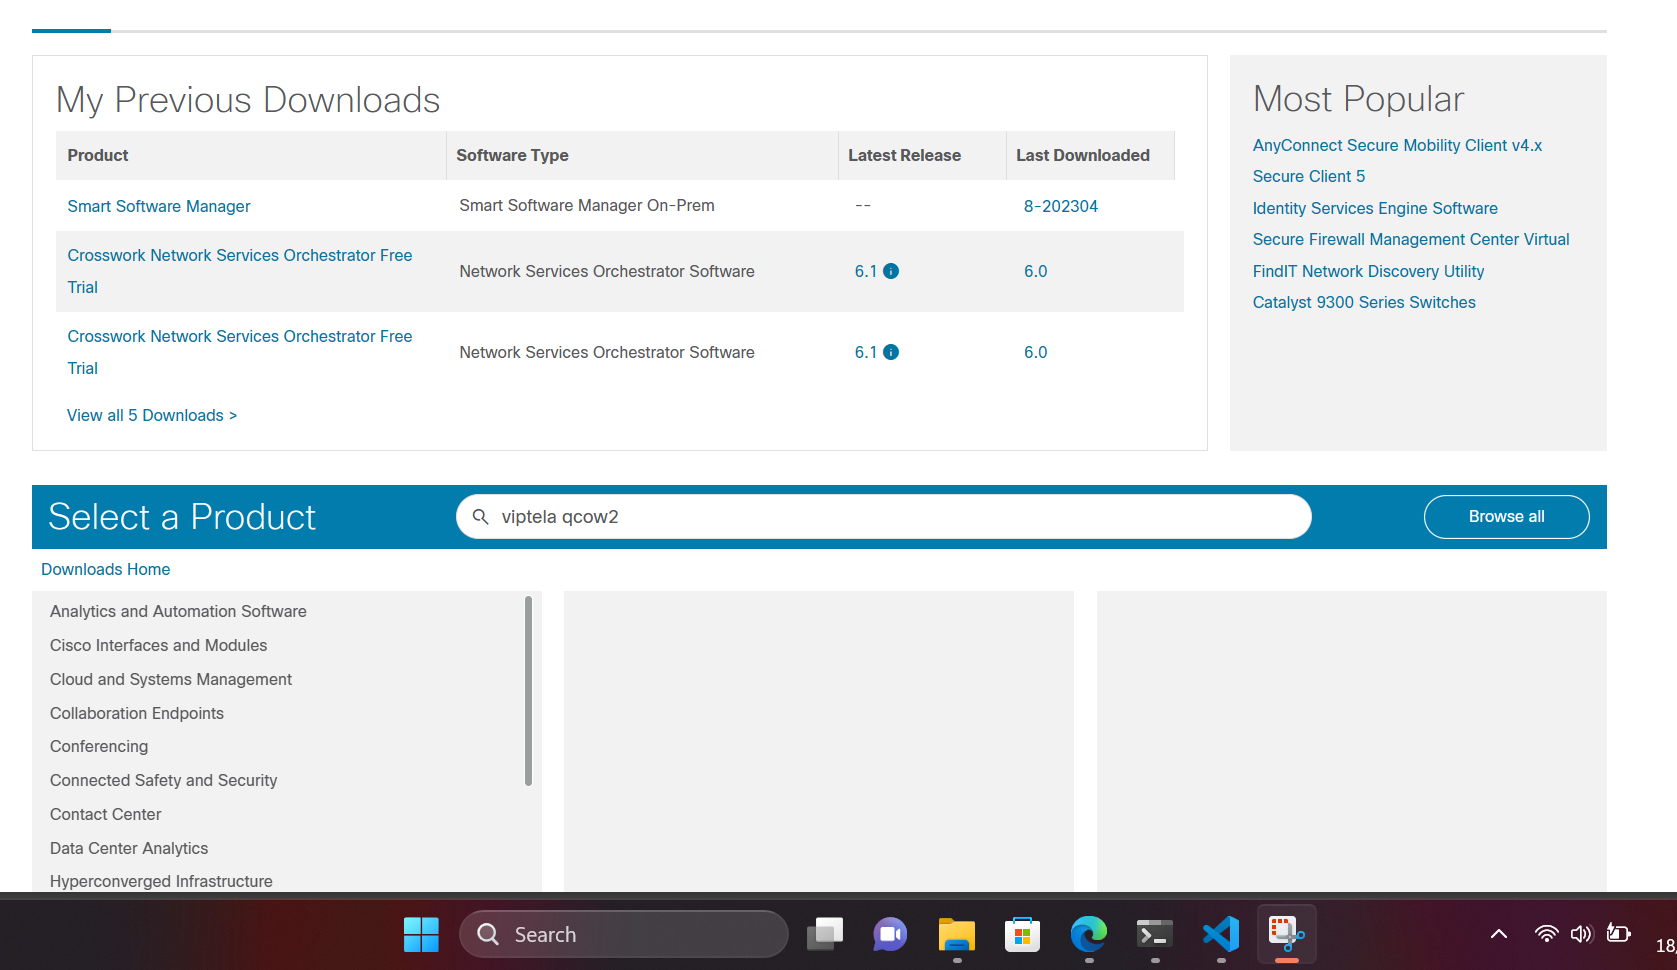 My Previous Downloads
Product Software Type Latest Release Last Downloaded
Smart Software Manager Smart Software Manager On-Prem -- 8-202304
Crosswork Network Services Orchestrator Free
Trial Network Services Orchestrator Software 6.1 6.0
Crosswork Network Services Orchestrator Free
Trial Network Services Orchestrator Software 6.1 6.0
View all 5 Downloads >
Most Popular
AnyConnect Secure Mobility Client v4.x
Secure Client 5
Identity Services Engine Software
Secure Firewall Management Center Virtual
FindIT Network Discovery Utility
Catalyst 9300 Series Switches
Select a Product
viptela qcow2
Browse all
Downloads Home
Analytics and Automation Software
Cisco Interfaces and Modules
Cloud and Systems Management
Collaboration Endpoints
Conferencing
Connected Safety and Security
Contact Center
Data Center Analytics
Hyperconverged Infrastructure
Search
18